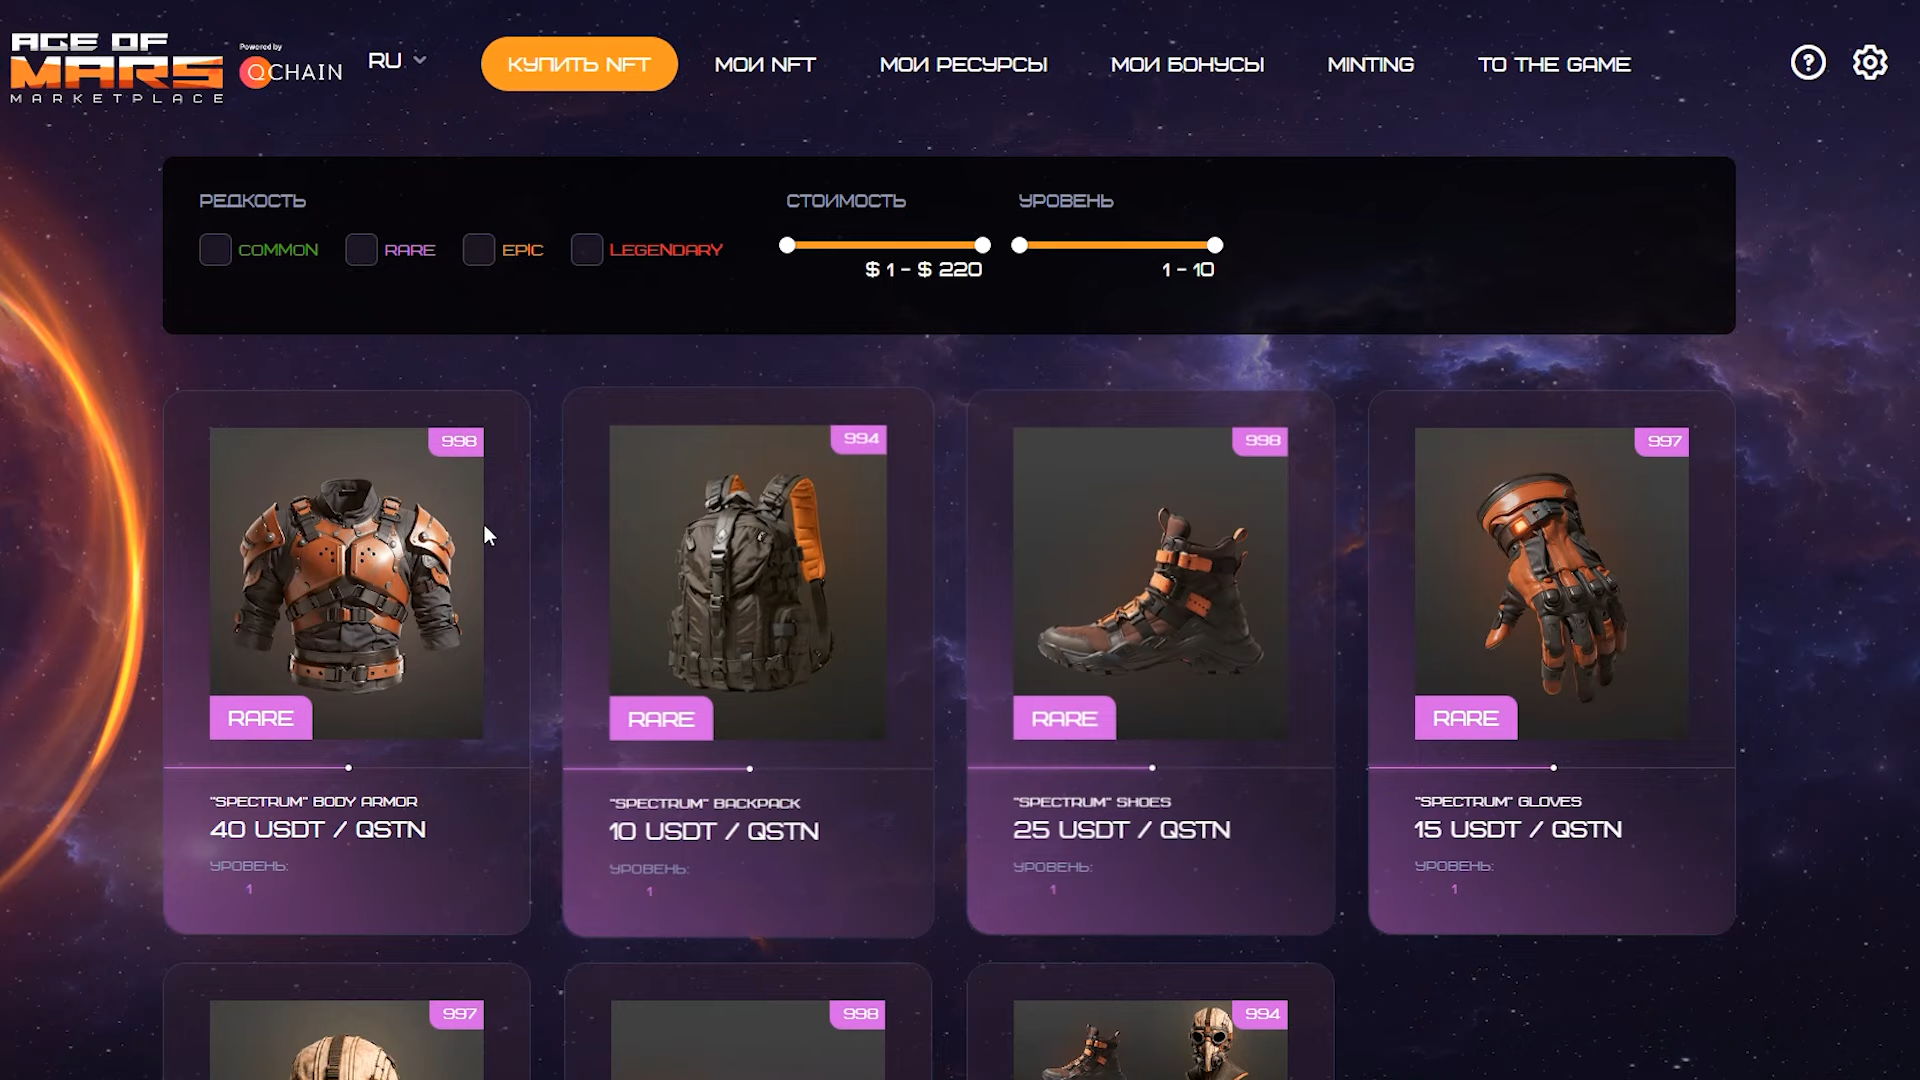 AGE OF
MARS
MARKETPLACE
Powered by
QCHAIN
RU
КУПИТЬ NFT
МОИ NFT
МОИ РЕСУРСЫ
МОИ БОНУСЫ
MINTING
TO THE GAME
?
РЕДКОСТЬ
СТОИМОСТЬ
УРОВЕНЬ
COMMON
RARE
EPIC
LEGENDARY
$ 1 - $ 220
1 - 10
998
994
998
997
RARE
RARE
RARE
RARE
"SPECTRUM" BODY ARMOR
40 USDT / QSTN
УРОВЕНЬ:
1
"SPECTRUM" BACKPACK
10 USDT / QSTN
УРОВЕНЬ:
1
"SPECTRUM" SHOES
25 USDT / QSTN
УРОВЕНЬ:
1
"SPECTRUM" GLOVES
15 USDT / QSTN
УРОВЕНЬ:
1
997
998
994